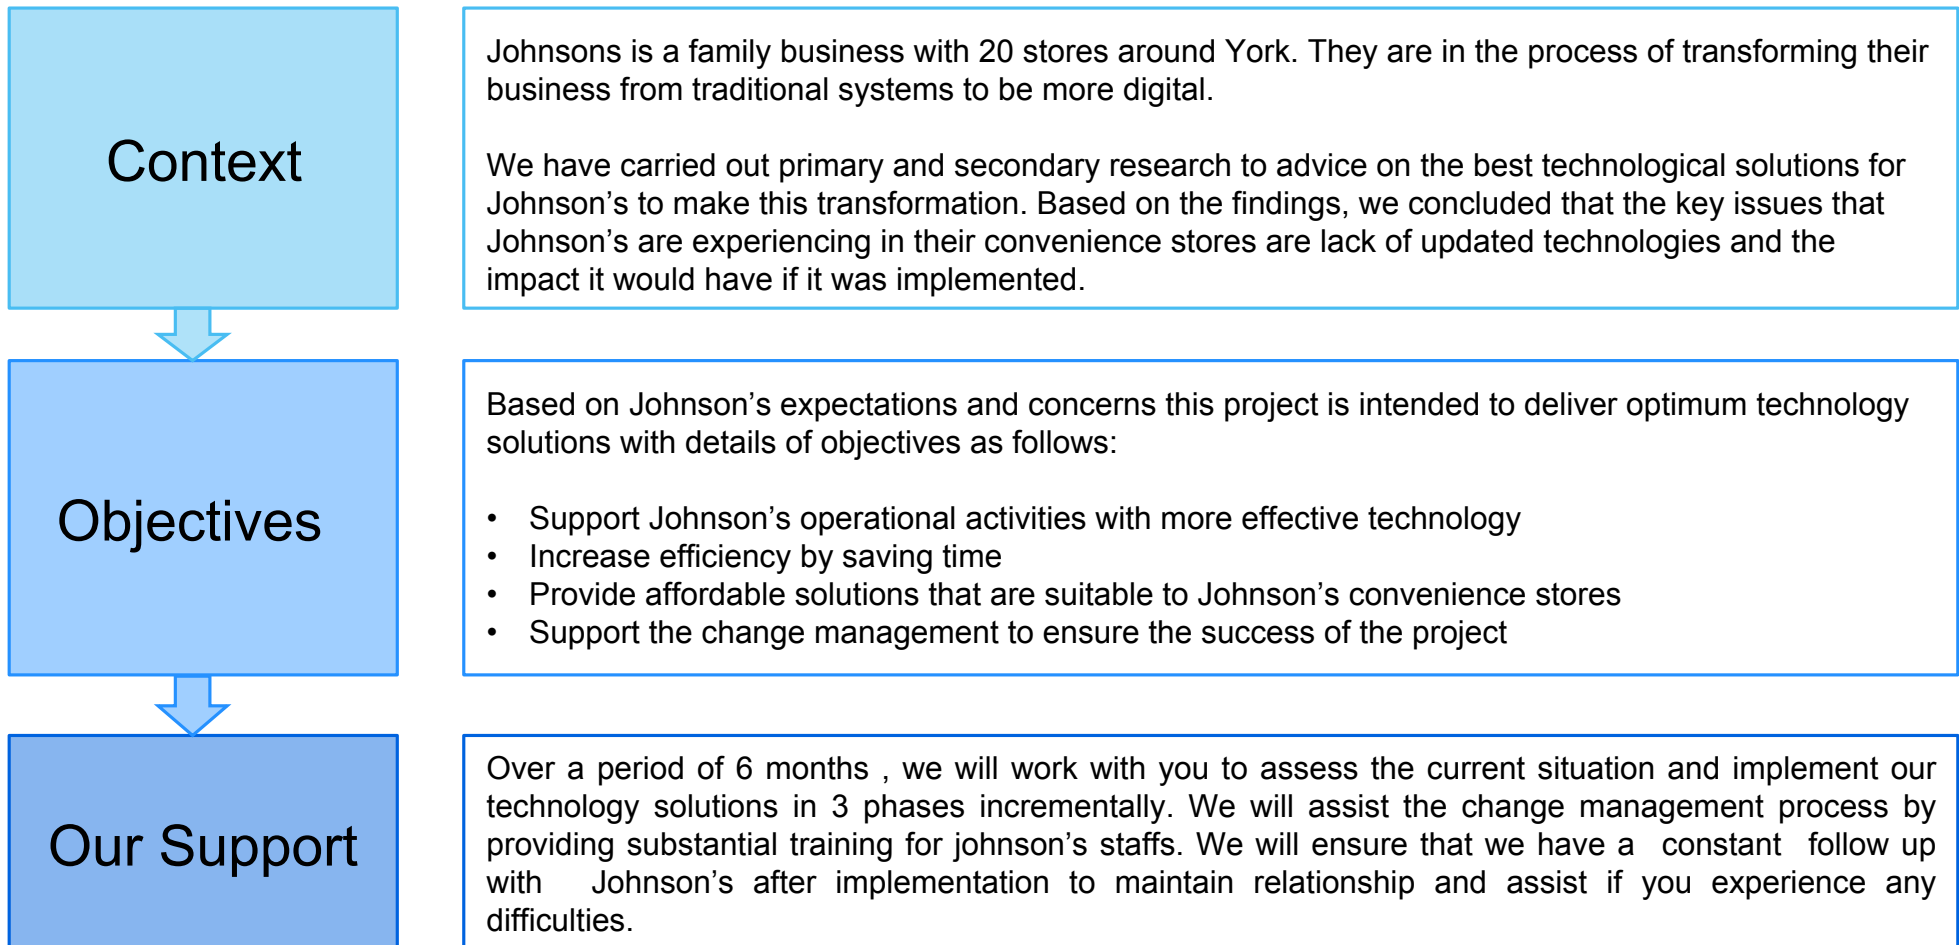 Context
Johnsons is a family business with 20 stores around York. They are in the process of transforming their
business from traditional systems to be more digital.
We have carried out primary and secondary research to advice on the best technological solutions for
Johnson’s to make this transformation. Based on the findings, we concluded that the key issues that
Johnson’s are experiencing in their convenience stores are lack of updated technologies and the
impact it would have if it was implemented.
Objectives
Based on Johnson’s expectations and concerns this project is intended to deliver optimum technology
solutions with details of objectives as follows:
• Support Johnson’s operational activities with more effective technology
• Increase efficiency by saving time
• Provide affordable solutions that are suitable to Johnson’s convenience stores
• Support the change management to ensure the success of the project
Our Support
Over a period of 6 months , we will work with you to assess the current situation and implement our
technology solutions in 3 phases incrementally. We will assist the change management process by
providing substantial training for johnson’s staffs. We will ensure that we have a constant follow up
with Johnson’s after implementation to maintain relationship and assist if you experience any
difficulties.